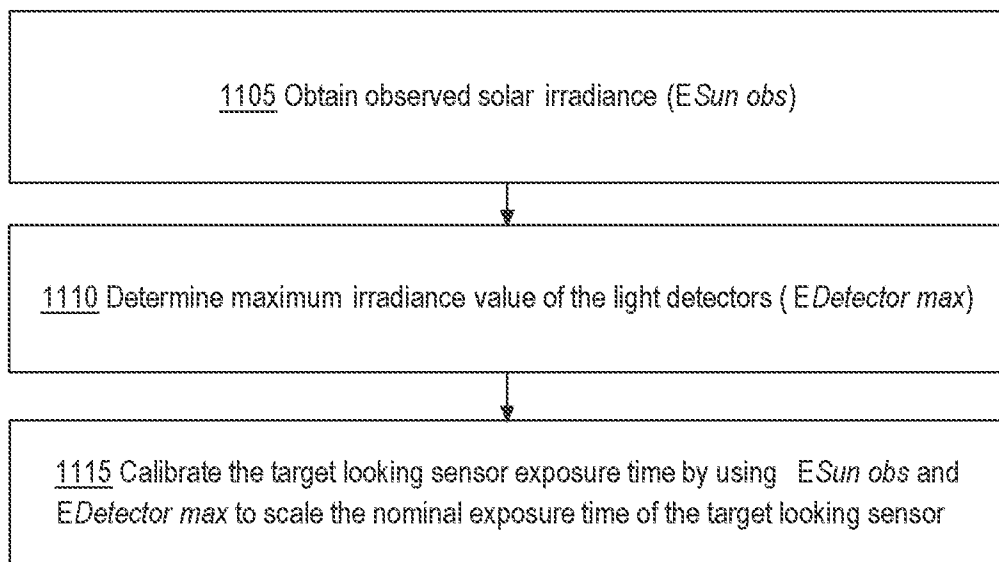 1105 Obtain observed solar irradiance (ESun obs)
1110 Determine maximum irradiance value of the light detectors ( EDetector max)
1115 Calibrate the target looking sensor exposure time by using ESun obs and
EDetector max to scale the nominal exposure time of the target looking sensor